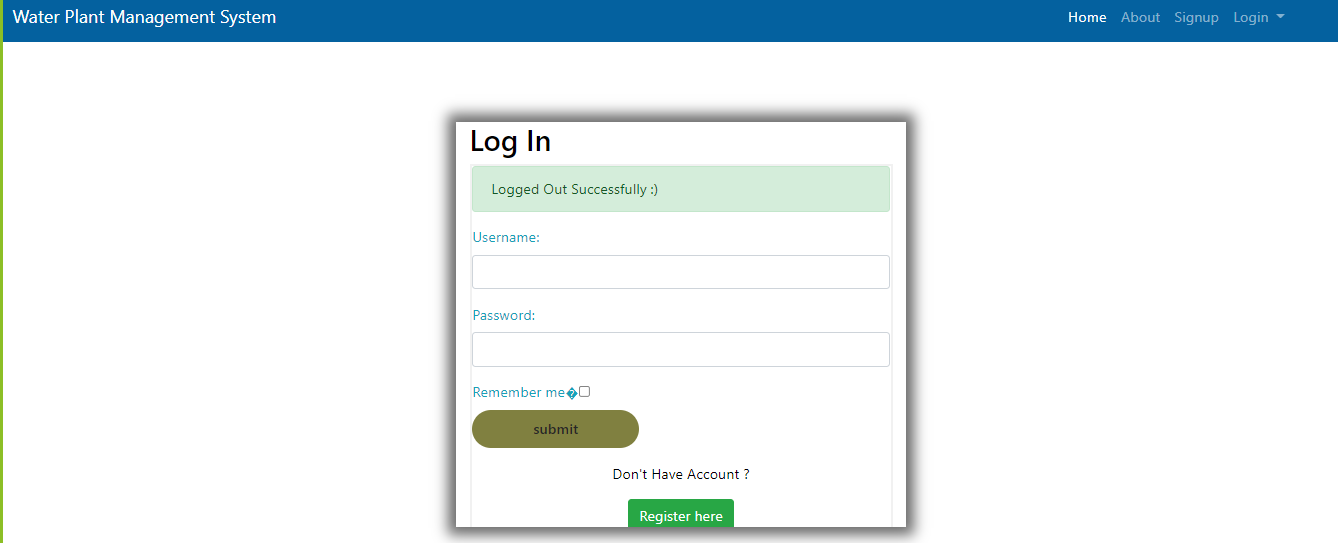 Water Plant Management System
Home About Signup Login
Log In
Logged Out Successfully :)
Username:
Password:
Remember me�
submit
Don't Have Account ?
Register here